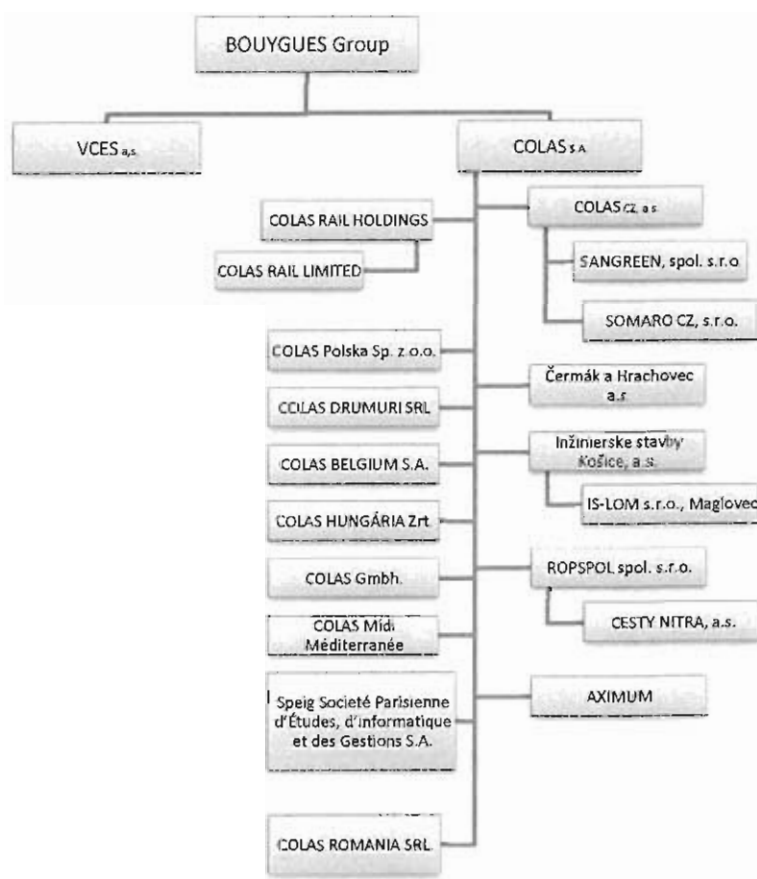 BOUYGUES Group
VCES a,s.
COLAS s.A.
COLAS RAIL HOLDINGS
COLAS RAIL LIMITED
COLAS CZ, a.s.
SANGREEN, spol. s.r.o
SOMARO CZ, s.r.o.
COLAS Polska Sp. z o.o.
COLAS DRUMURI SRL
COLAS BELGIUM S.A.
COLAS HUNGÁRIA Zrt
COLAS Gmbh.
COLAS Midi
Méditerranée
Speig Societé Parisienne
d'Études, d'informatique
et des Gestions S.A.
COLAS ROMANIA SRL
Čermák a Hrachovec
a.s
Inžinierske stavby
Košice, a.s.
IS-LOM s.r.o., Maglovec
ROPSPOL spol. s.r.o.
CESTY NITRA, a.s.
AXIMUM